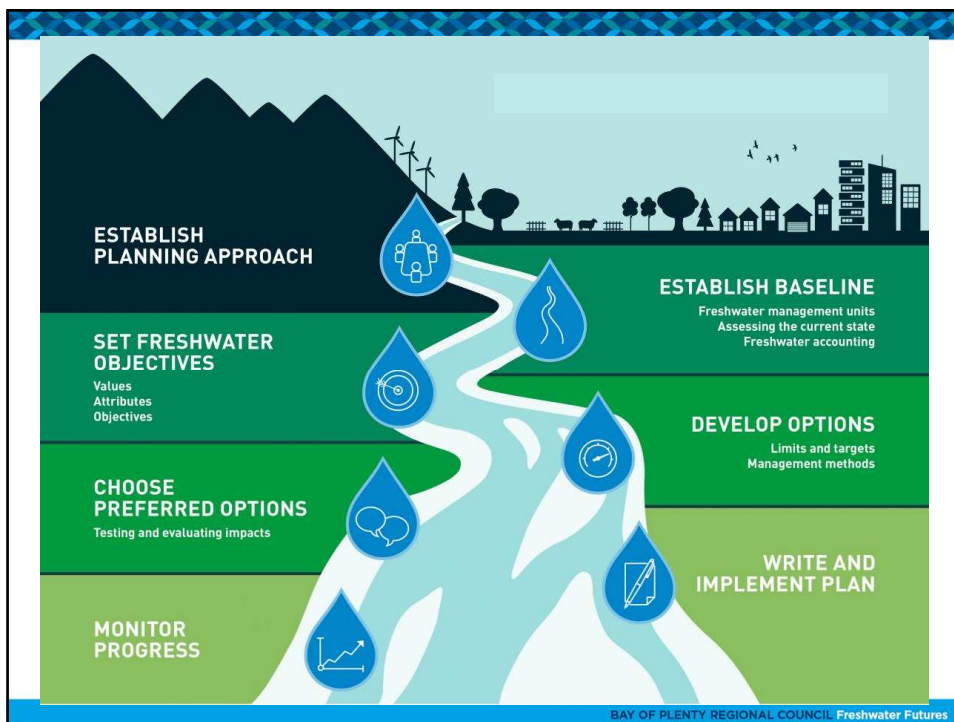 ESTABLISH
PLANNING APPROACH
ESTABLISH BASELINE
Freshwater management units
Assessing the current state
Freshwater accounting
SET FRESHWATER
OBJECTIVES
Values
Attributes
Objectives
DEVELOP OPTIONS
Limits and targets
Management methods
CHOOSE
PREFERRED OPTIONS
Testing and evaluating impacts
WRITE AND
IMPLEMENT PLAN
MONITOR
PROGRESS
BAY OF PLENTY REGIONAL COUNCIL Freshwater Futures